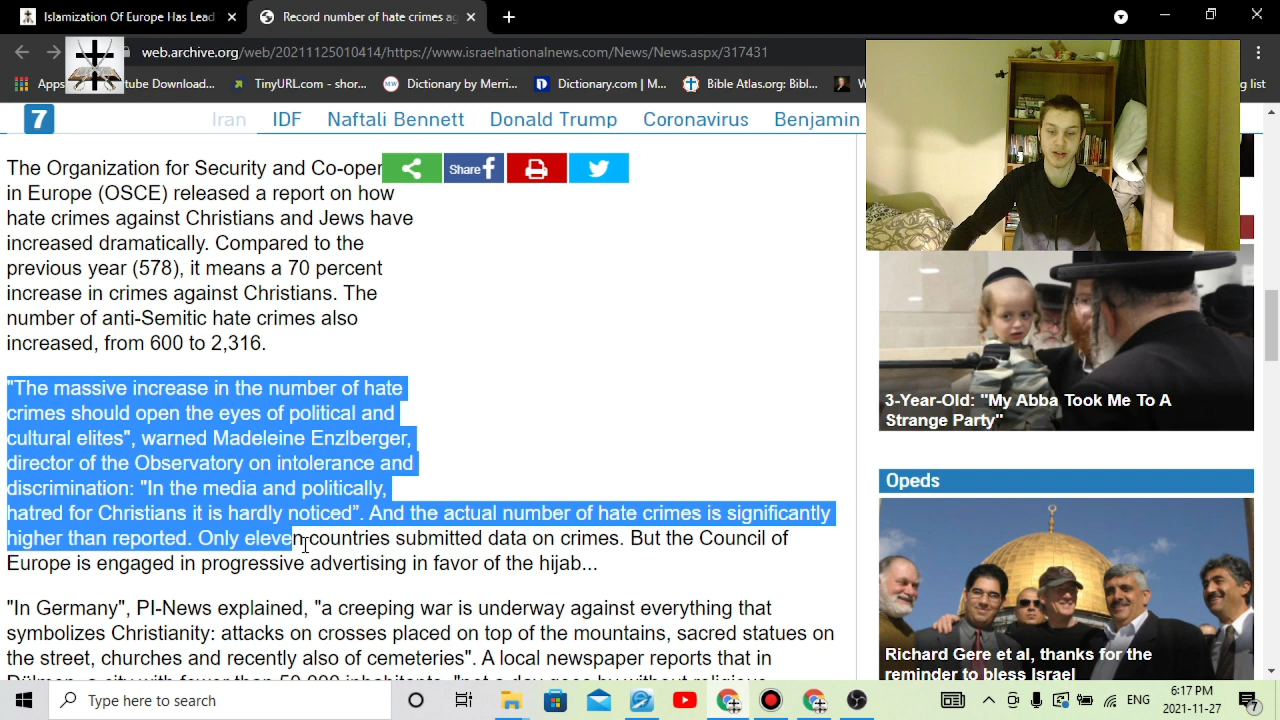 Islamization Of Europe Has Lead
Record number of hate crimes ag
web.archive.org/web/20211125010414/https://www.israelnationalnews.com/News/News.aspx/317431
Apps
tube Download...
TinyURL.com - shor...
Dictionary by Merri...
Dictionary.com | M...
Bible Atlas.org: Bibl...
W
g list
7
Iran
IDF
Naftali Bennett
Donald Trump
Coronavirus
Benjamin
The Organization for Security and Co-oper
Share f
in Europe (OSCE) released a report on how
hate crimes against Christians and Jews have
increased dramatically. Compared to the
previous year (578), it means a 70 percent
increase in crimes against Christians. The
number of anti-Semitic hate crimes also
increased, from 600 to 2,316.
"The massive increase in the number of hate
crimes should open the eyes of political and
cultural elites", warned Madeleine Enzlberger,
director of the Observatory on intolerance and
discrimination: "In the media and politically,
hatred for Christians it is hardly noticed”. And the actual number of hate crimes is significantly
higher than reported. Only eleven countries submitted data on crimes. But the Council of
Europe is engaged in progressive advertising in favor of the hijab...
"In Germany", PI-News explained, "a creeping war is underway against everything that
symbolizes Christianity: attacks on crosses placed on top of the mountains, sacred statues on
the street, churches and recently also of cemeteries". A local newspaper reports that in
3-Year-Old: "My Abba Took Me To A
Strange Party"
Opeds
Richard Gere et al, thanks for the
reminder to bless Israel
Type here to search
ENG
6:17 PM
2021-11-27
7